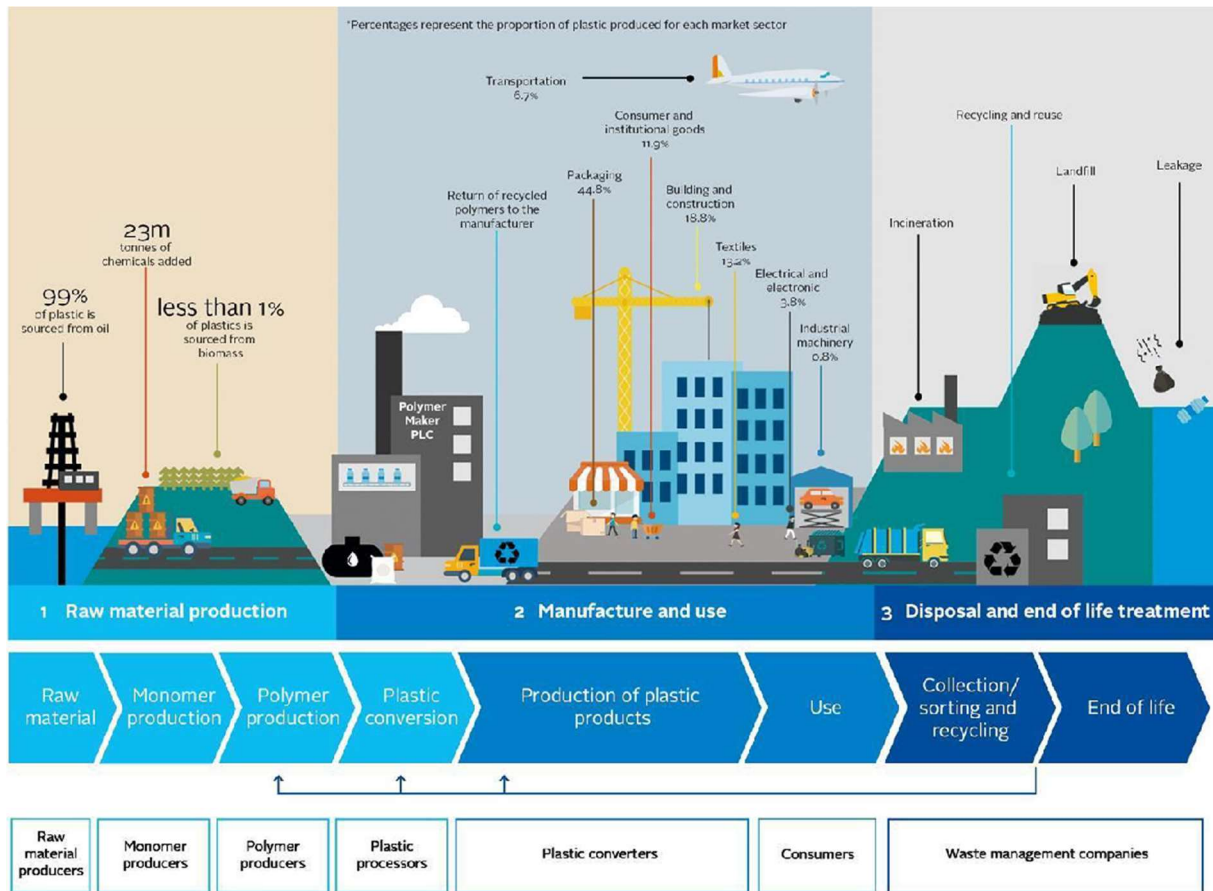 *Percentages represent the proportion of plastic produced for each market sector
Transportation
6.7%
Consumer and
institutional goods
11.9%
Recycling and reuse
Packaging
44.8%
Building and
construction
18.8%
Return of recycled
polymers to the
manufacturer
Landfill
Leakage
Incineration
23m
tonnes of
chemicals added
Textiles
13.2%
Electrical and
electronic
3.8%
99%
of plastic is
sourced from oil
less than 1%
of plastics is
sourced from
biomass
Industrial
machinery
0.8%
Polymer
Maker
PLC
1 Raw material production
2 Manufacture and use
3 Disposal and end of life treatment
Raw
material
Monomer
production
Polymer
production
Plastic
conversion
Production of plastic
products
Use
Collection/
sorting and
recycling
End of life
Raw
material
producers
Monomer
producers
Polymer
producers
Plastic
processors
Plastic converters
Consumers
Waste management companies